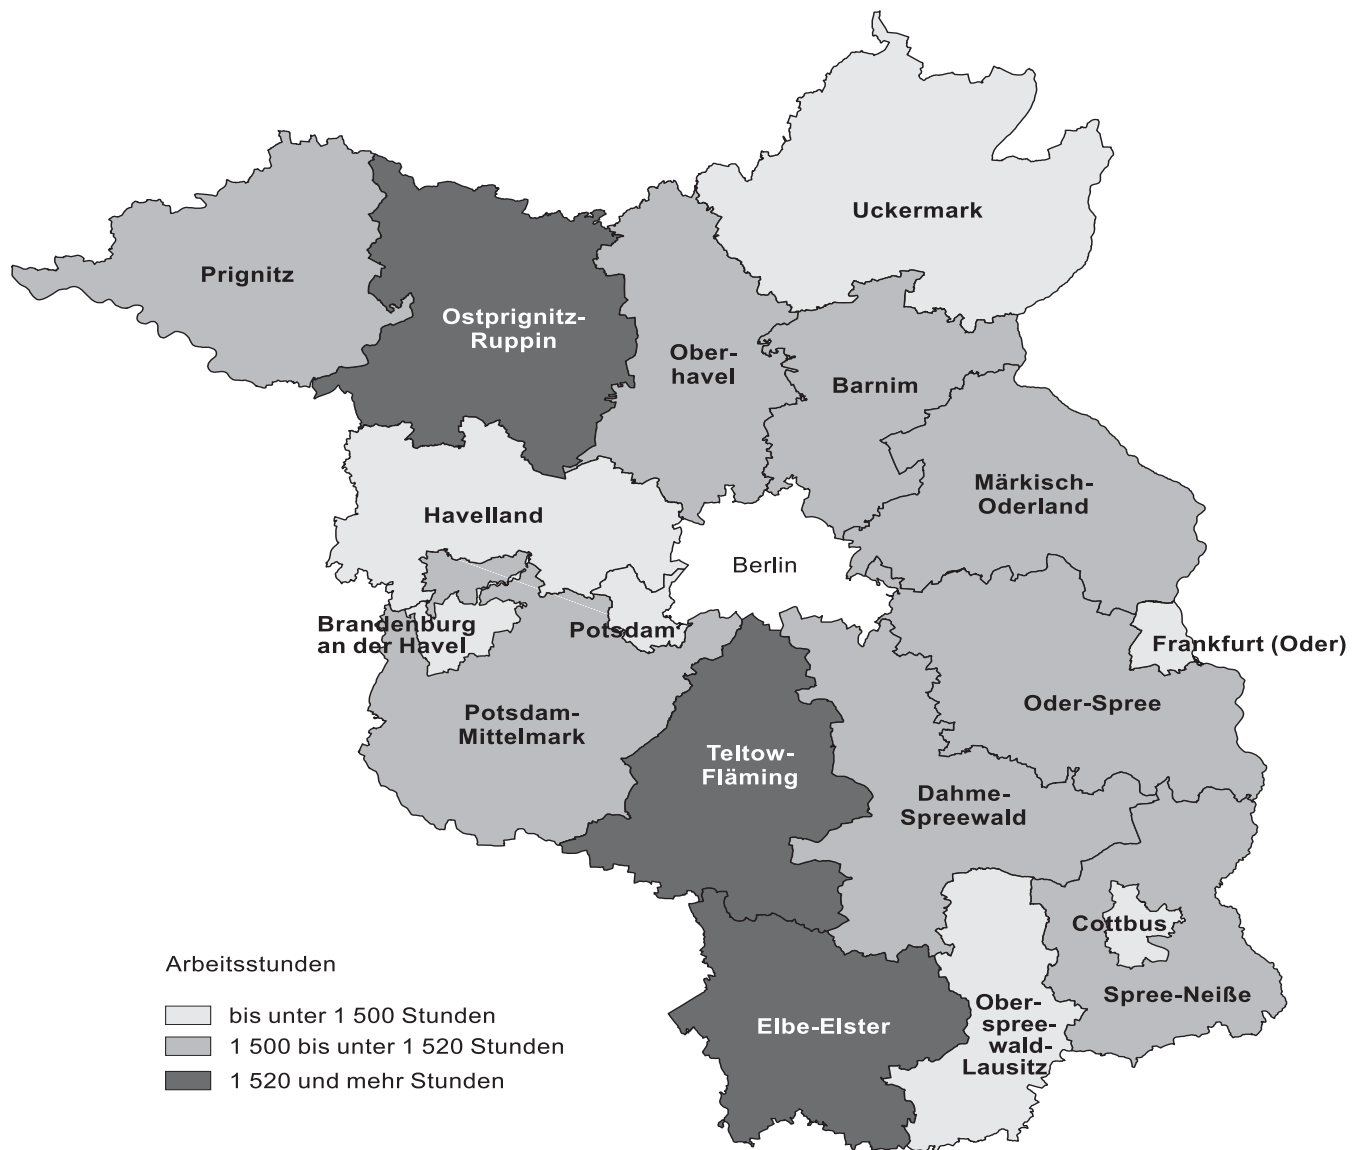 Uckermark
Prignitz
Ostprignitz-
Ruppin
Ober-
havel
Barnim
Märkisch-
Oderland
Havelland
Berlin
Brandenburg
an der Havel
Potsdam
Frankfurt (Oder)
Oder-Spree
Potsdam-
Mittelmark
Teltow-
Fläming
Dahme-
Spreewald
Cottbus
Spree-Neiße
Elbe-Elster
Ober-
spree-
wald-
Lausitz
Arbeitsstunden
bis unter 1 500 Stunden
1 500 bis unter 1 520 Stunden
1 520 und mehr Stunden